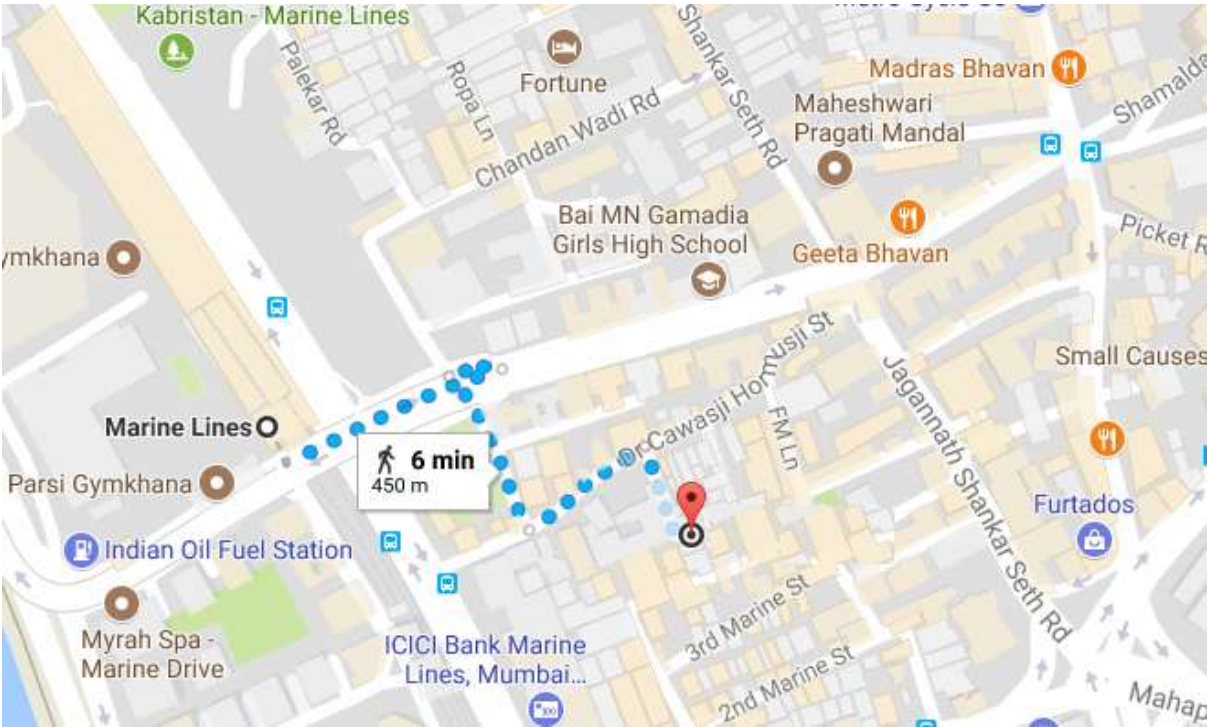 Kabristan - Marine Lines
Palekar Rd
Ropa Ln
Fortune
Chandan Wadi Rd
Shankar Seth Rd
Madras Bhavan
Maheshwari
Pragati Mandal
Shamalda
Bai MN Gamadia
Girls High School
Geeta Bhavan
Picket R
ymkhana
Marine Lines
6 min
450 m
Parsi Gymkhana
Indian Oil Fuel Station
Myrah Spa -
Marine Drive
ICICI Bank Marine
Lines, Mumbai...
Dr Cawasji Hormusji St
FM Ln
Jagannath Shankar Seth Rd
Small Causes
Furtados
3rd Marine St
2nd Marine St
Mahap